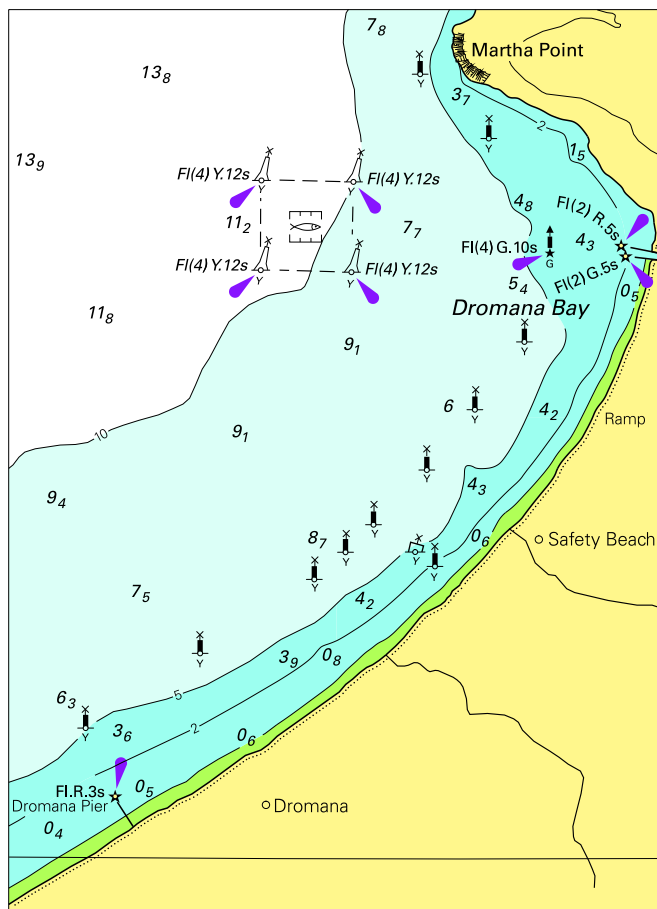 7₈
Martha Point
13₈
3₇
2
13₉
1₅
Fl(4) Y.12s
Fl(4) Y.12s
Y
Y
Y
Y
11₂
4₈
7₇
Fl(2) R.5s
Fl(4) G.10s
4₃
G
Fl(2) G.5s
Fl(4) Y.12s
Fl(4) Y.12s
Y
Y
5₄
0₅
Dromana Bay
11₈
9₁
Y
6
4₂
Y
Ramp
10
9₁
Y
4₃
9₄
Y
0₆
Safety Beach
8₇
Y
Y
Y
Y
7₅
4₂
Y
3₉
0₈
5
6₃
Y
3₆
2
0₆
Fl.R.3s
0₅
Dromana Pier
Dromana
0₄